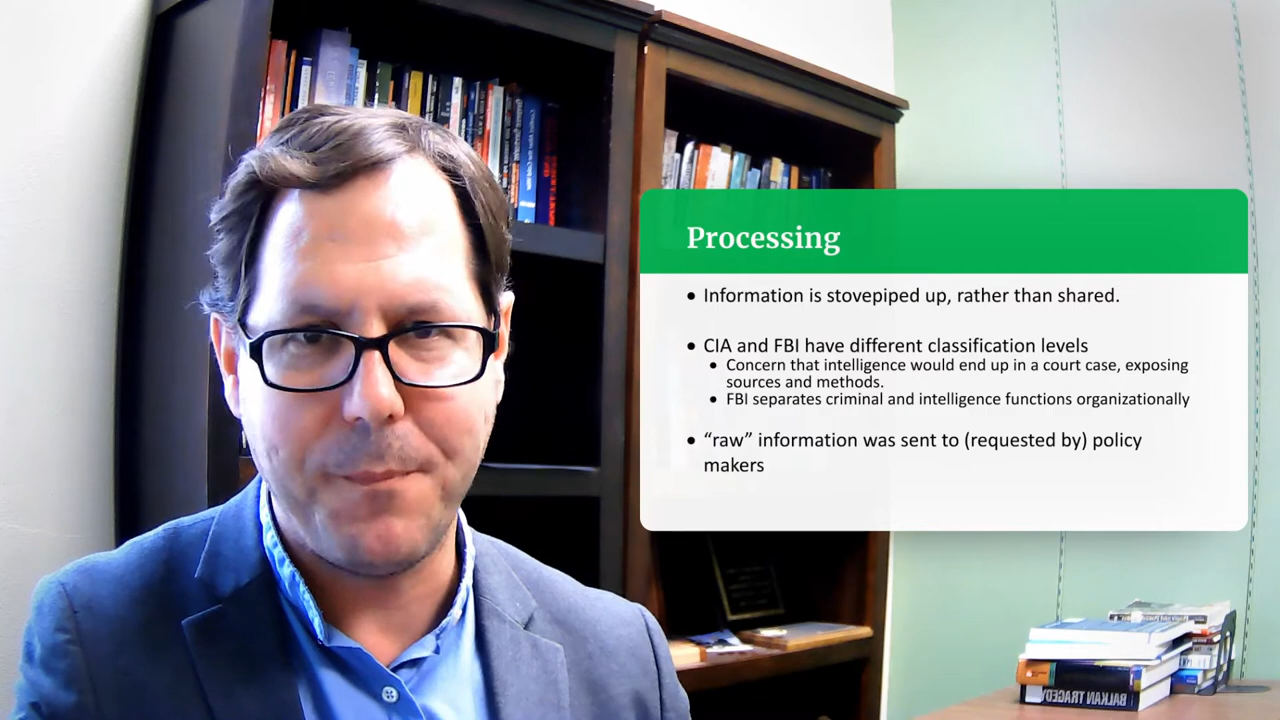 Processing
• Information is stovepiped up, rather than shared.
• CIA and FBI have different classification levels
• Concern that intelligence would end up in a court case, exposing
sources and methods.
• FBI separates criminal and intelligence functions organizationally
• “raw” information was sent to (requested by) policy
makers
BALKAN TRAGEDY